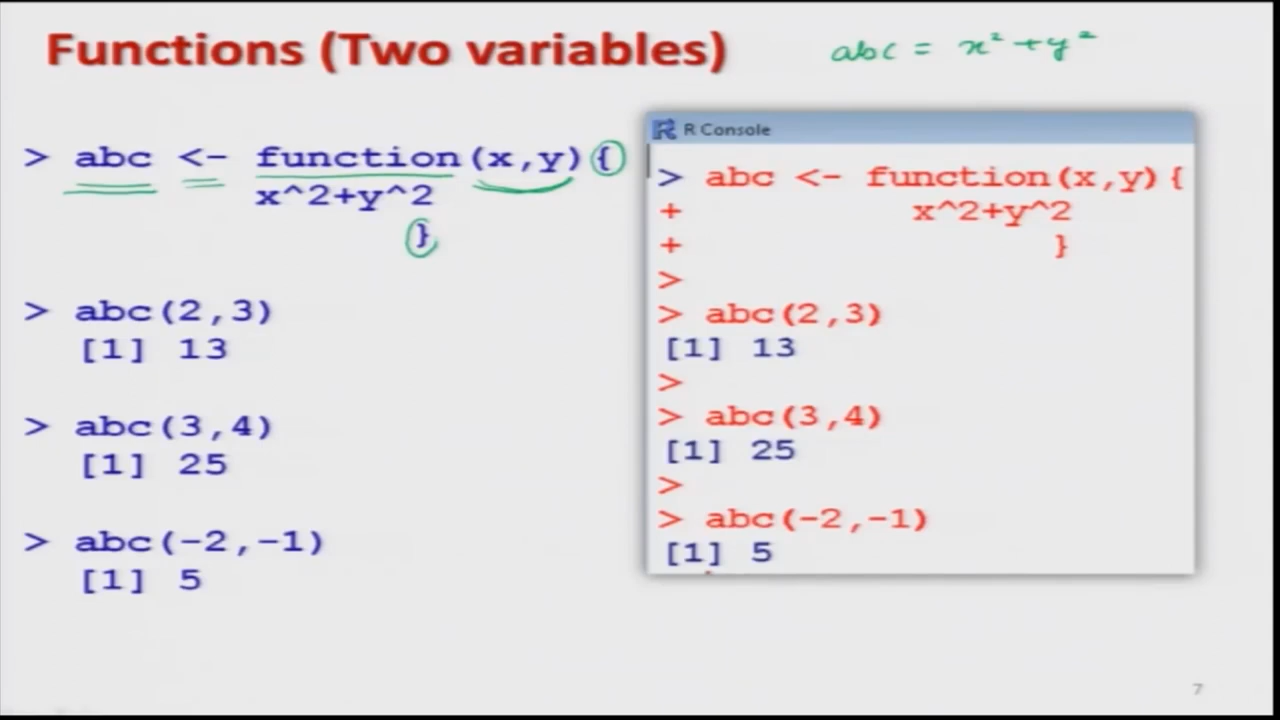 Functions (Two variables)
abc = x² + y²
> abc <- function(x,y){
x^2+y^2
}
> abc(2,3)
[1] 13
> abc(3,4)
[1] 25
> abc(-2,-1)
[1] 5
R Console
> abc <- function(x,y){
+ x^2+y^2
+ }
>
> abc(2,3)
[1] 13
>
> abc(3,4)
[1] 25
>
> abc(-2,-1)
[1] 5
7